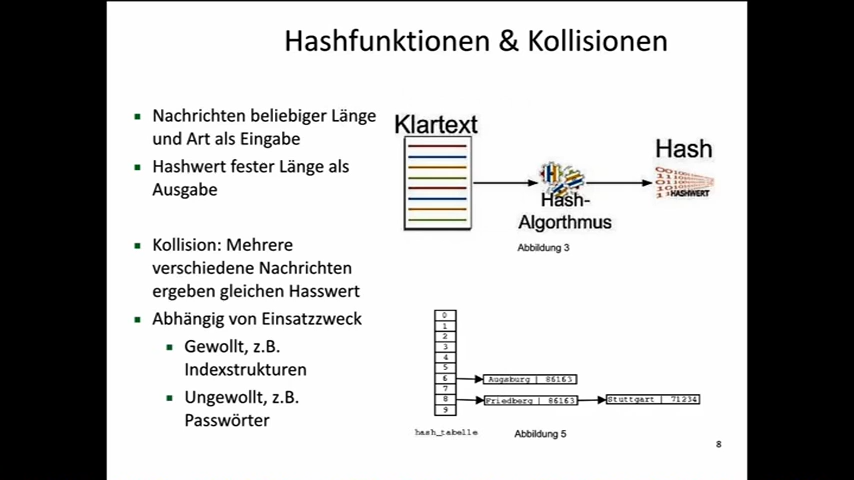 Hashfunktionen & Kollisionen
Nachrichten beliebiger Länge
und Art als Eingabe
Hashwert fester Länge als
Ausgabe
Kollision: Mehrere
verschiedene Nachrichten
ergeben gleichen Hasswert
Abhängig von Einsatzzweck
Gewollt, z.B.
Indexstrukturen
Ungewollt, z.B.
Passwörter
Klartext
Hash-
Algorthmus
Hash
HASHWERT
Abbildung 3
0
1
2
3
4
5
6
7
8
9
Augsburg | 86163
Friedberg | 86163
Stuttgart | 71234
hash_tabelle
Abbildung 5
8